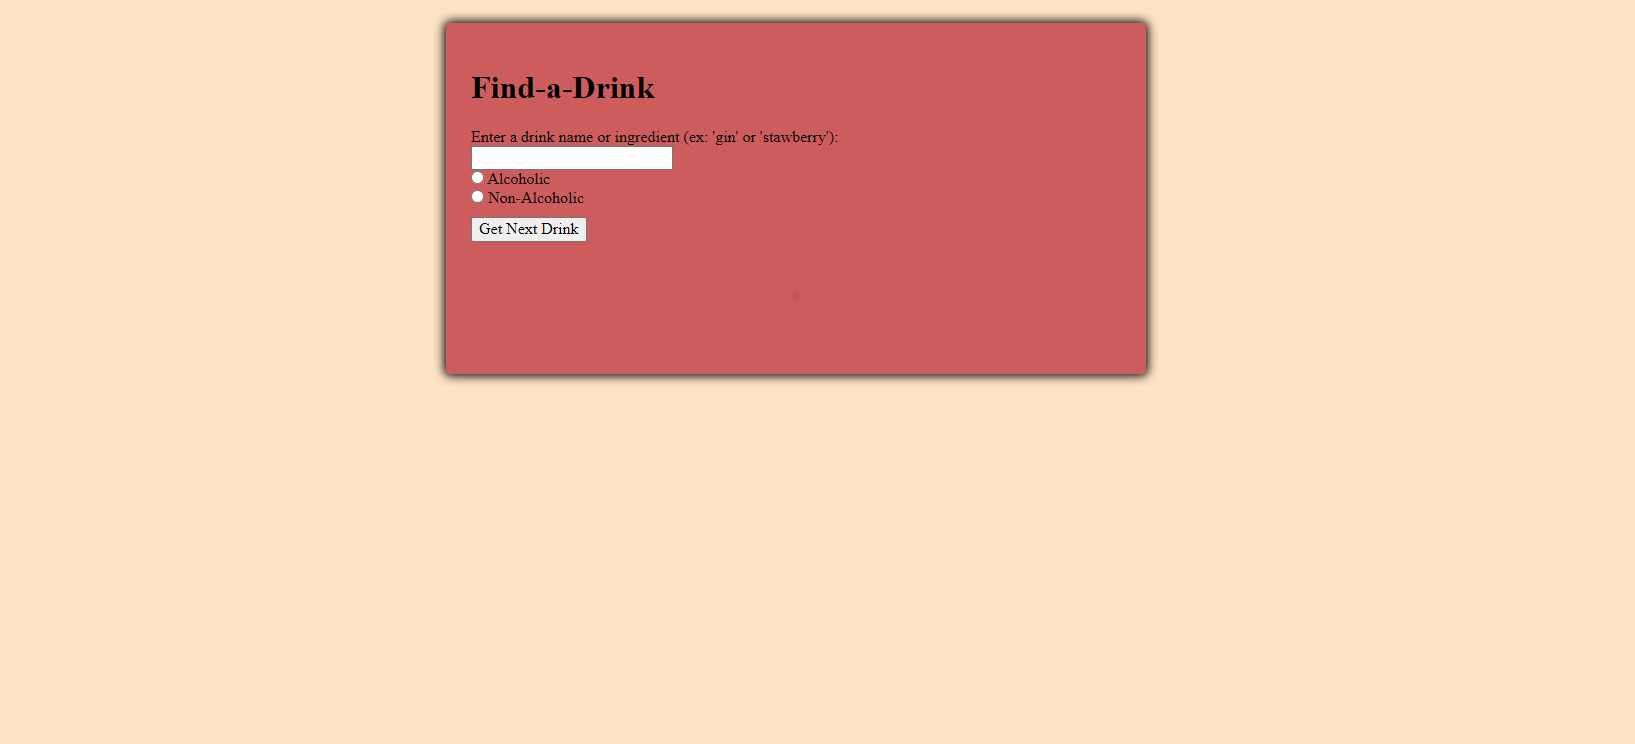 Find-a-Drink
Enter a drink name or ingredient (ex: 'gin' or 'stawberry'):
Alcoholic
Non-Alcoholic
Get Next Drink